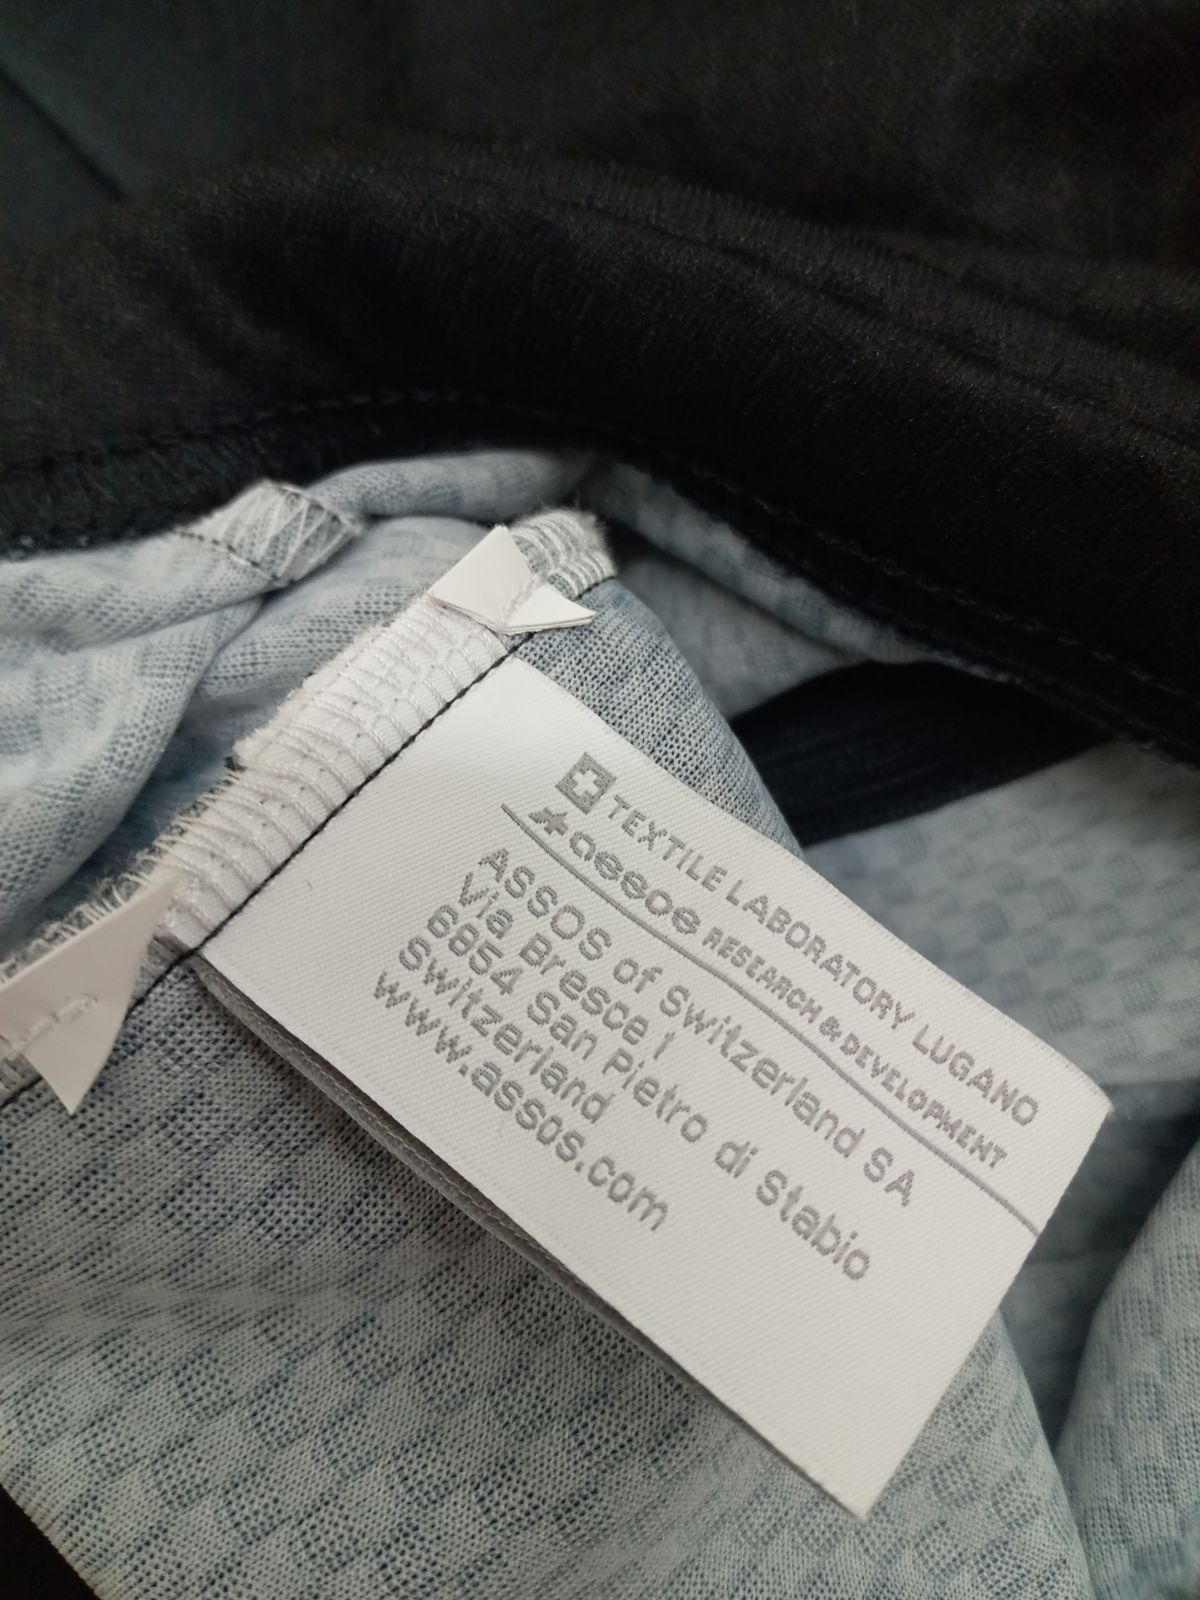 TEXTILE LABORATORY LUGANO
assos RESEARCH & DEVELOPMENT
ASSOS of Switzerland SA
Via Bresce 1
6854 San Pietro di Stabio
Switzerland
www.assos.com